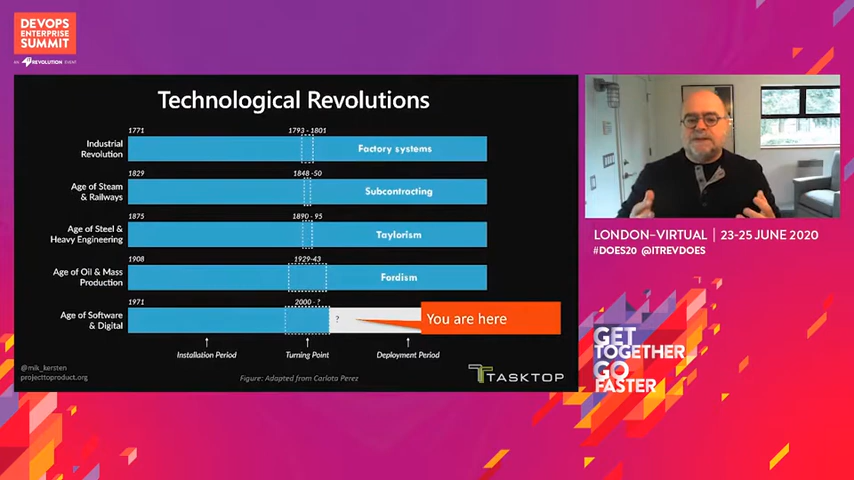 DEVOPS
ENTERPRISE
SUMMIT
AN IT REVOLUTION EVENT
Technological Revolutions
1771
1793 - 1801
Industrial
Revolution
Factory systems
1829
1848 -50
Age of Steam
& Railways
Subcontracting
1875
1890 - 95
Age of Steel &
Heavy Engineering
Taylorism
1908
1929-43
Age of Oil & Mass
Production
Fordism
1971
2000 - ?
Age of Software
& Digital
?
You are here
Installation Period
Turning Point
Deployment Period
@mik_kersten
projecttoproduct.org
Figure: Adapted from Carlota Perez
TASKTOP
LONDON–VIRTUAL | 23-25 JUNE 2020
#DOES20 @ITREVDOES
GET
TOGETHER
GO
FASTER